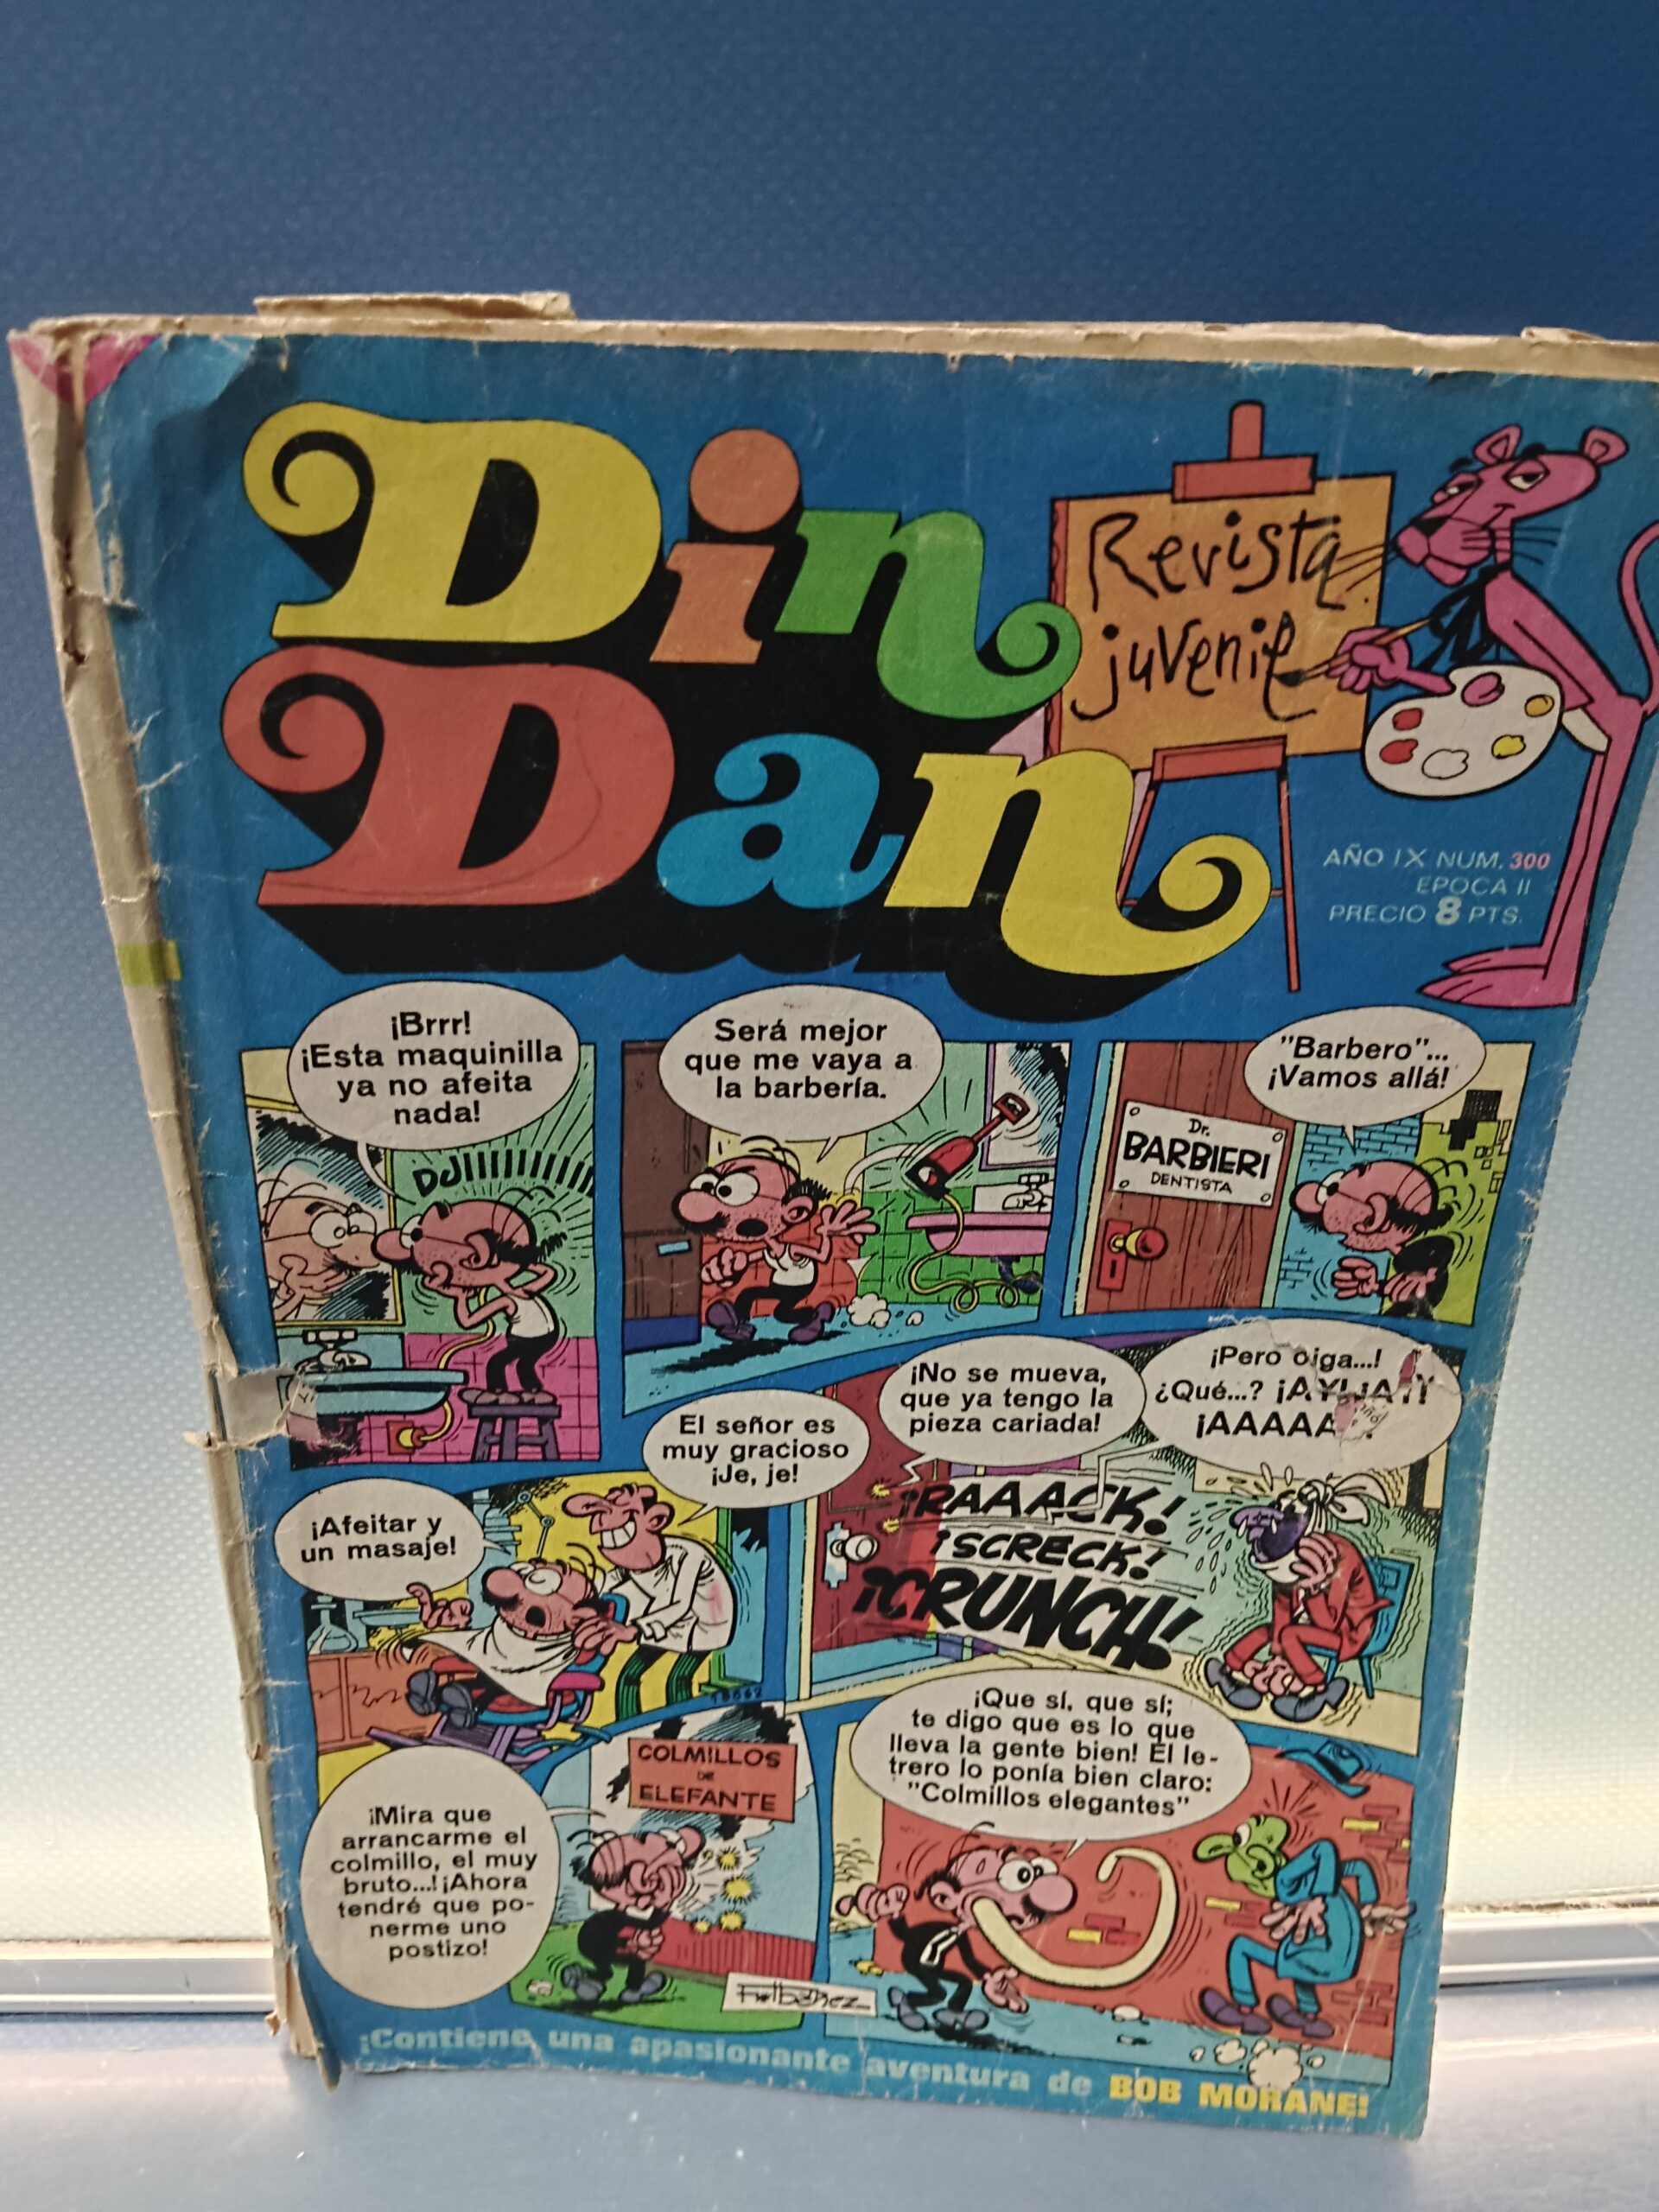 Din
Dan
Revista
juvenil
AÑO IX NUM. 300
EPOCA II
PRECIO 8 PTS.
¡Brrr!
¡Esta maquinilla
ya no afeita
nada!
DJIIIIIIIIIII
Será mejor
que me vaya a
la barbería.
"Barbero"...
¡Vamos allá!
Dr.
BARBIERI
DENTISTA
¡Afeitar y
un masaje!
El señor es
muy gracioso
¡Je, je!
¡No se mueva,
que ya tengo la
pieza cariada!
¡Pero oiga...!
¿Qué...?
¡RAAACK!
¡SCRECK!
¡CRUNCH!
¡Mira que
arrancarme el
colmillo, el muy
bruto...! ¡Ahora
tendré que po-
nerme uno
postizo!
COLMILLOS
DE
ELEFANTE
¡Que sí, que sí;
te digo que es lo que
lleva la gente bien! El le-
trero lo ponía bien claro:
"Colmillos elegantes"
F. Ibáñez
¡Contiene una apasionante aventura de BOB MORANE!